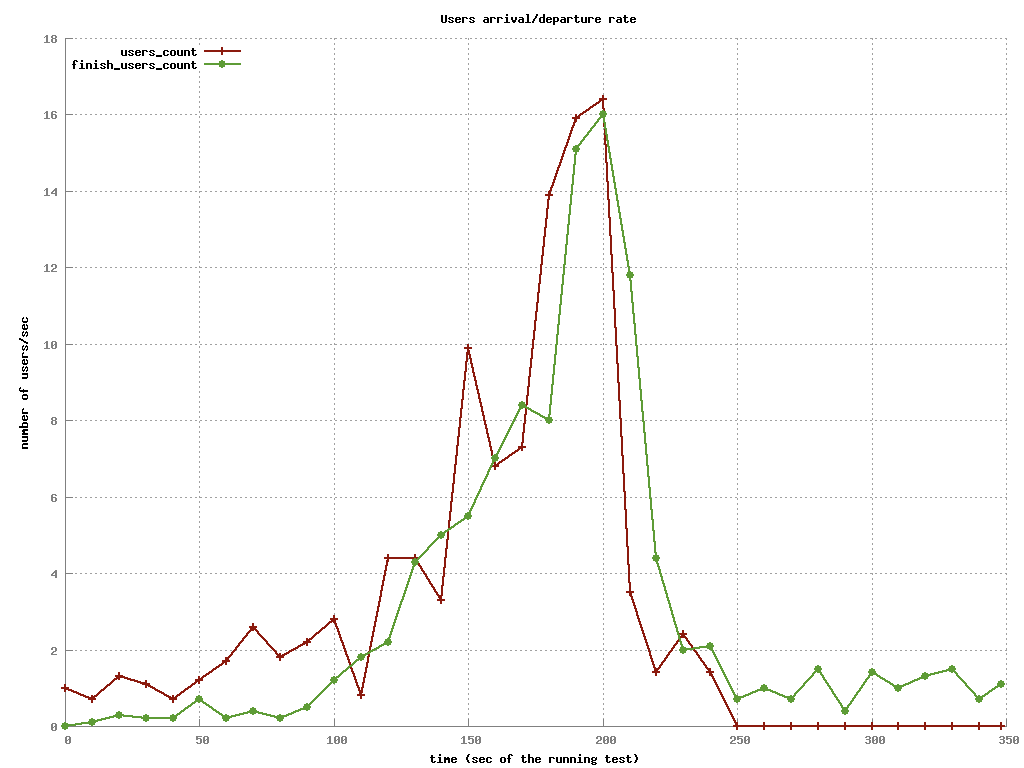 Users arrival/departure rate
18
users_count
finish_users_count
16
14
12
10
8
6
4
2
0
number of users/sec
0 50 100 150 200 250 300 350
time (sec of the running test)